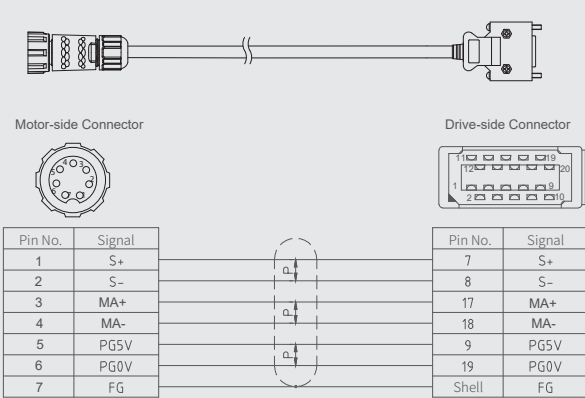 Motor-side Connector Drive-side Connector
4 3
5 2
6 7 1
11 19
12 20
1 9
2 10
Pin No. Signal Pin No. Signal
1 S+ 7 S+
P
2 S- 8 S-
3 MA+ 17 MA+
P
4 MA- 18 MA-
5 PG5V 9 PG5V
P
6 PG0V 19 PG0V
7 FG Shell FG